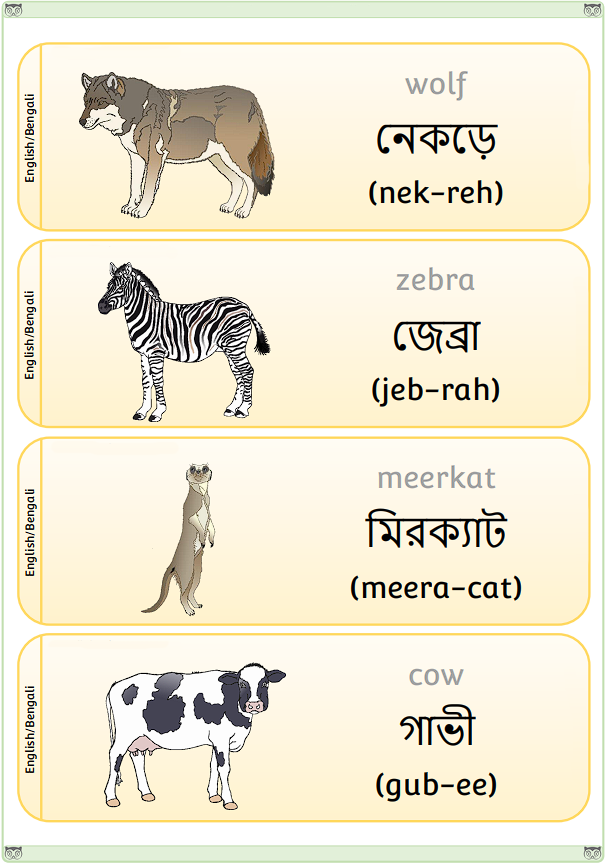 English/Bengali
wolf
নেকড়ে
(nek-reh)
English/Bengali
zebra
জেব্রা
(jeb-rah)
English/Bengali
meerkat
মিরক্যাট
(meera-cat)
English/Bengali
cow
গাভী
(gub-ee)